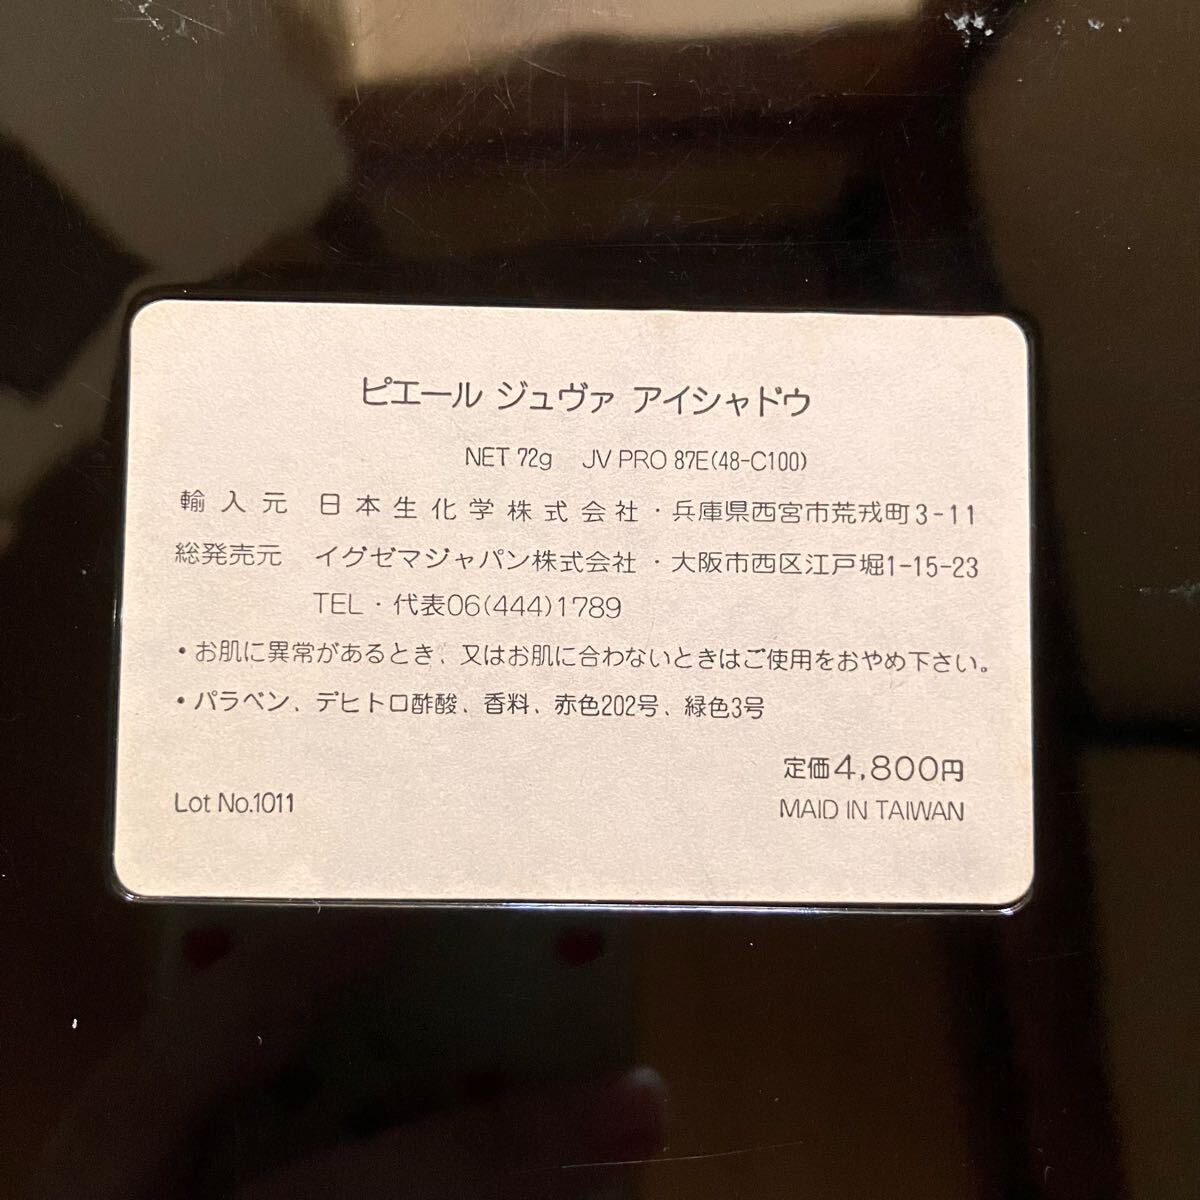 ピエール ジュヴァ アイシャドウ
NET 72g JV PRO 87E(48-C100)
輸入元 日本生化学株式会社・兵庫県西宮市荒戎町3-11
総発売元 イグゼマジャパン株式会社・大阪市西区江戸堀1-15-23
TEL・代表06(444)1789
・お肌に異常があるとき、又はお肌に合わないときはご使用をおやめ下さい。
・パラベン、デヒトロ酢酸、香料、赤色202号、緑色3号
定価4,800円
Lot No.1011 MAID IN TAIWAN